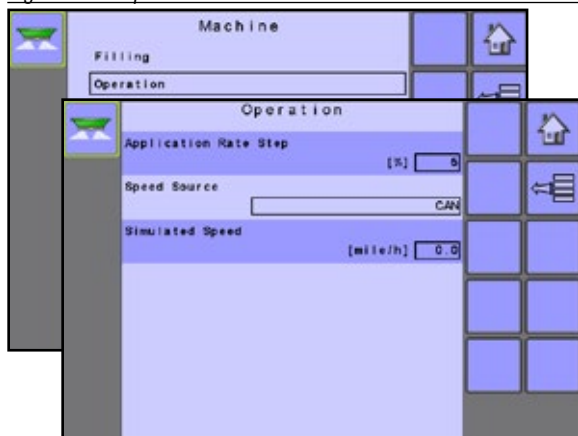 Machine
Filling
Operation
Operation
Application Rate Step
[%] 5
Speed Source
CAN
Simulated Speed
[mile/h] 0.0